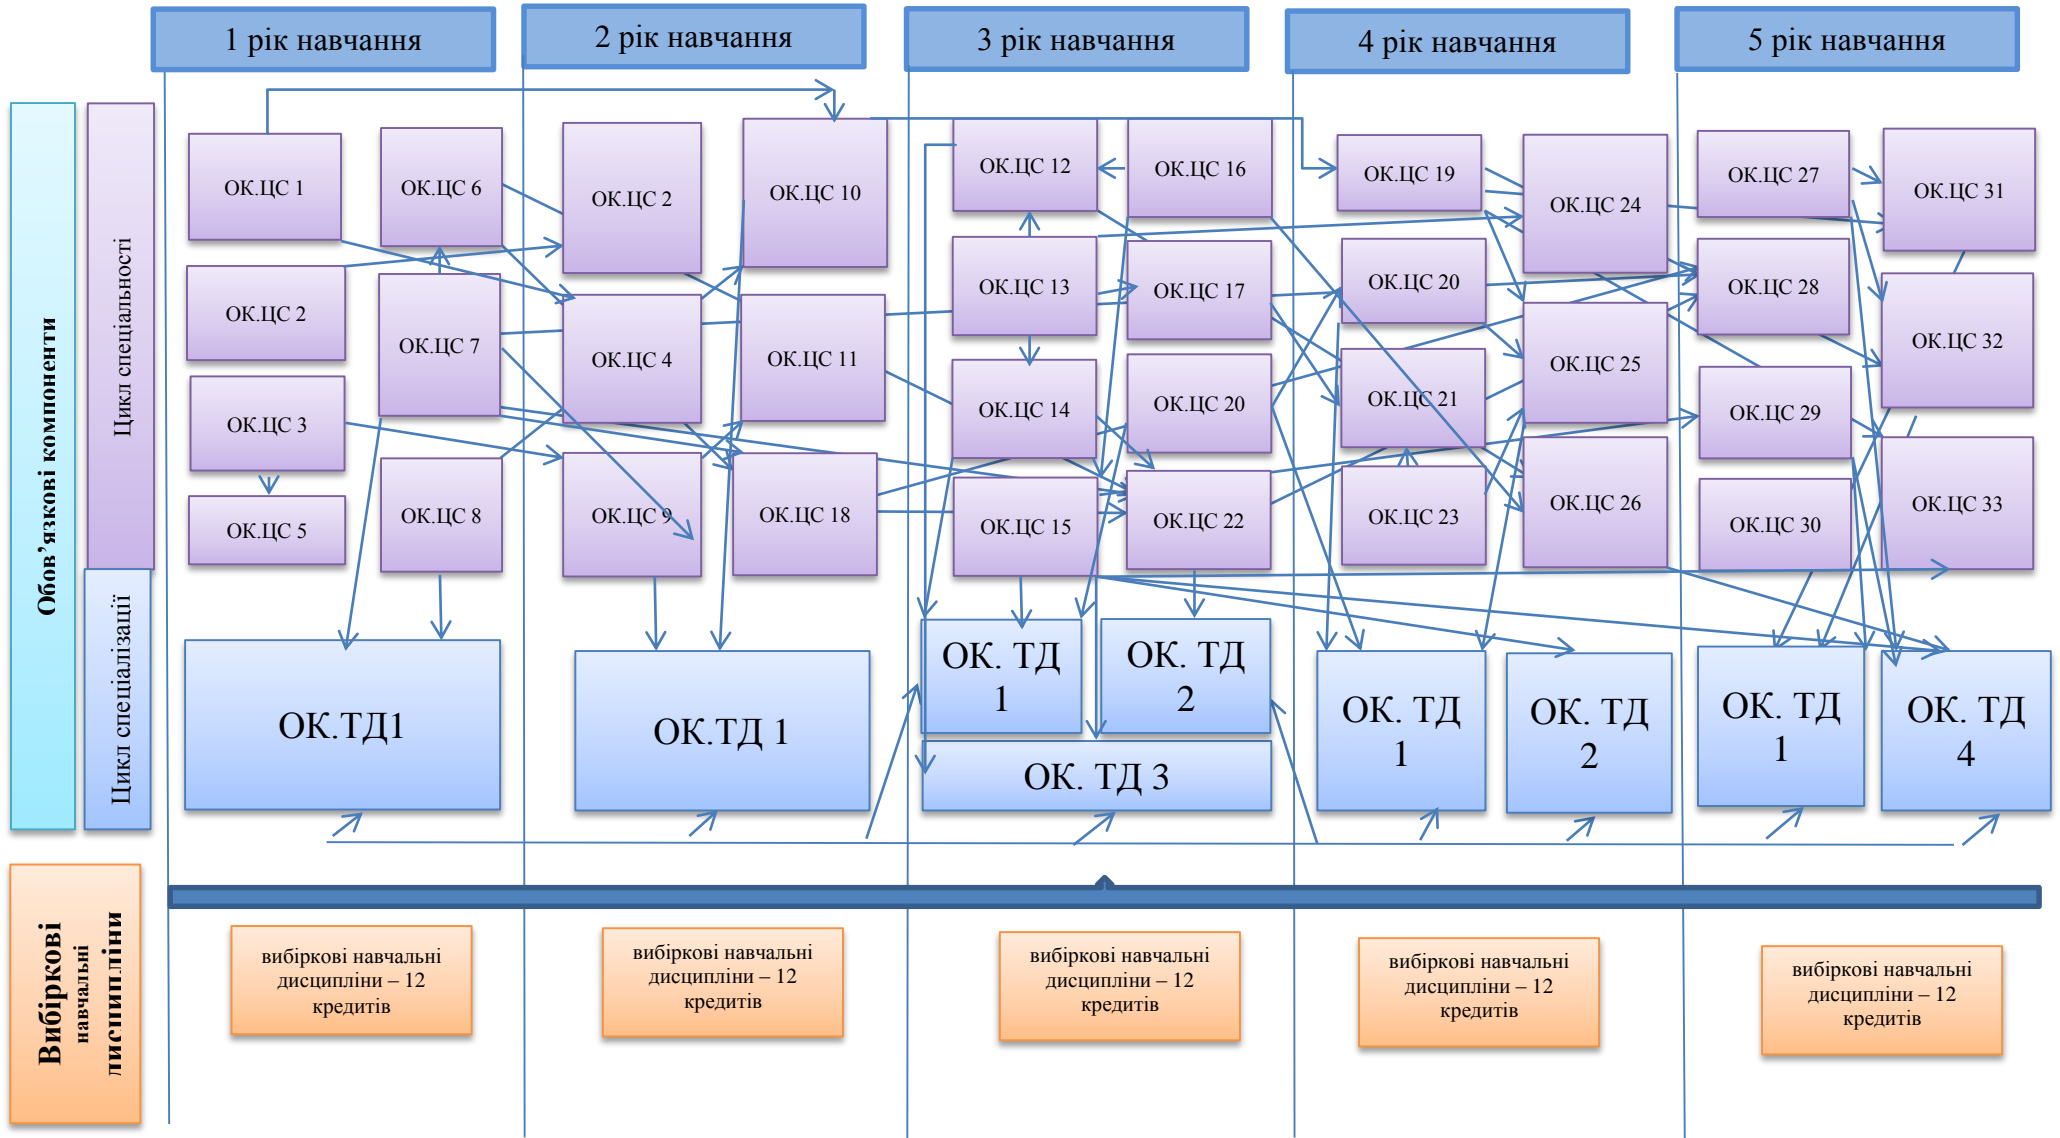 1 рік навчання
2 рік навчання
3 рік навчання
4 рік навчання
5 рік навчання
Обов’язкові компоненти
Цикл спеціальності
ОК.ЦС 1
ОК.ЦС 2
ОК.ЦС 3
ОК.ЦС 5
ОК.ЦС 6
ОК.ЦС 7
ОК.ЦС 8
ОК.ЦС 2
ОК.ЦС 4
ОК.ЦС 9
ОК.ЦС 10
ОК.ЦС 11
ОК.ЦС 18
ОК.ЦС 12
ОК.ЦС 13
ОК.ЦС 14
ОК.ЦС 15
ОК.ЦС 16
ОК.ЦС 17
ОК.ЦС 20
ОК.ЦС 22
ОК.ЦС 19
ОК.ЦС 20
ОК.ЦС 21
ОК.ЦС 23
ОК.ЦС 24
ОК.ЦС 25
ОК.ЦС 26
ОК.ЦС 27
ОК.ЦС 28
ОК.ЦС 29
ОК.ЦС 30
ОК.ЦС 31
ОК.ЦС 32
ОК.ЦС 33
Цикл спеціалізації
ОК.ТД1
ОК.ТД 1
ОК. ТД
1
ОК. ТД
2
ОК. ТД 3
ОК. ТД
1
ОК. ТД
2
ОК. ТД
1
ОК. ТД
4
Вибіркові
навчальні
дисципліни
вибіркові навчальні
дисципліни – 12
кредитів
вибіркові навчальні
дисципліни – 12
кредитів
вибіркові навчальні
дисципліни – 12
кредитів
вибіркові навчальні
дисципліни – 12
кредитів
вибіркові навчальні
дисципліни – 12
кредитів